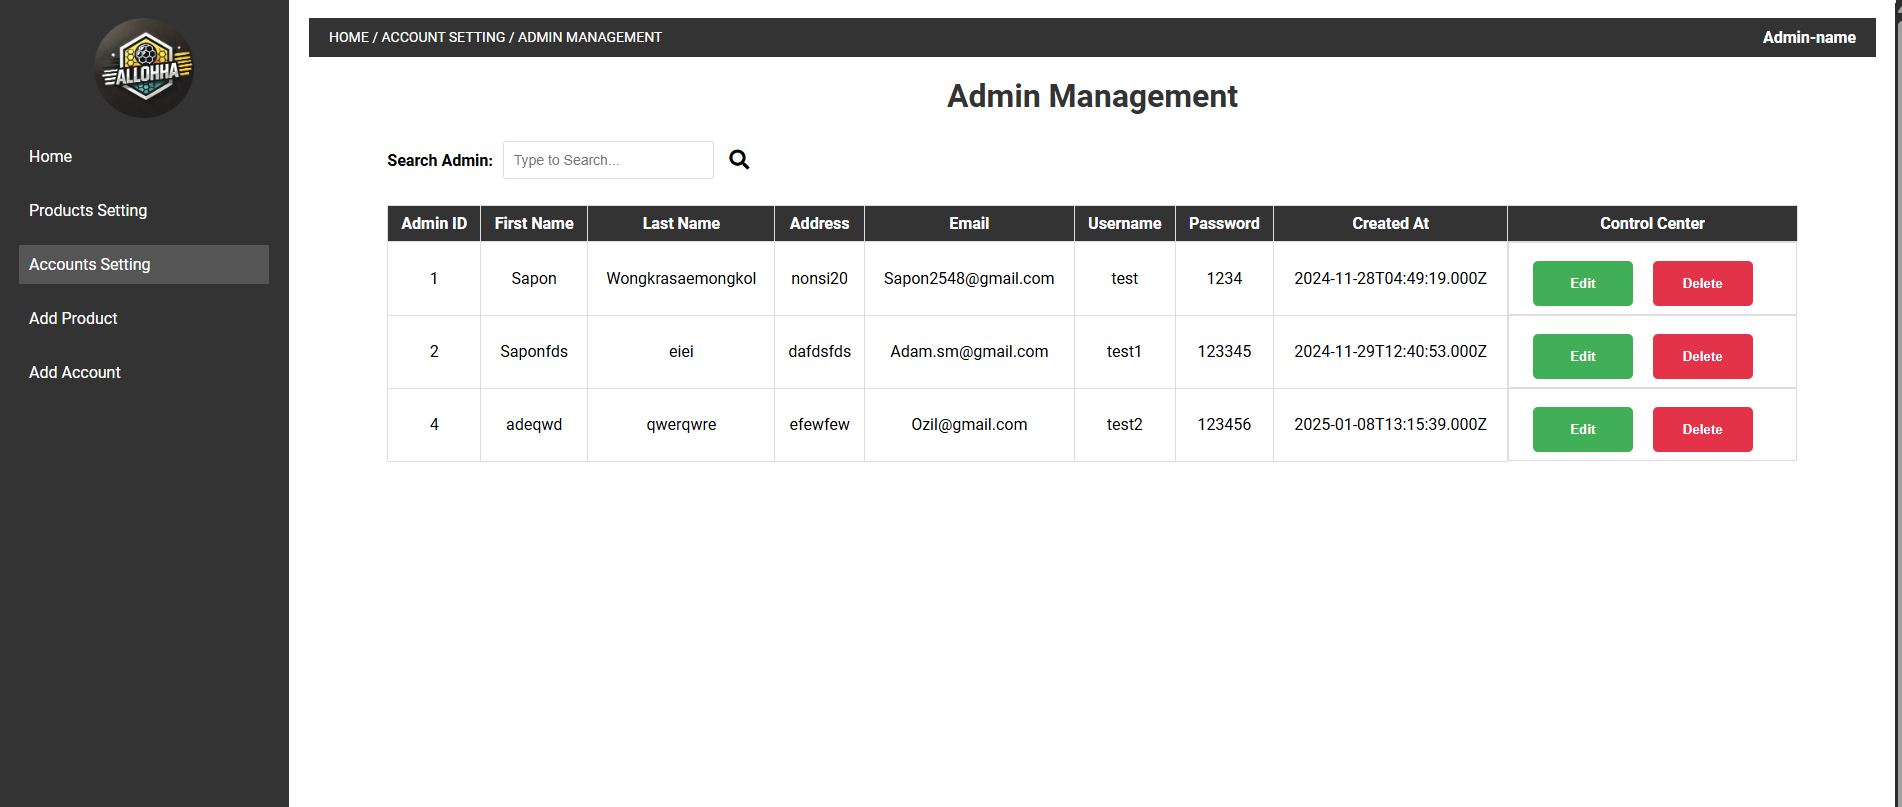 ALLOHHA
Home
Products Setting
Accounts Setting
Add Product
Add Account
HOME / ACCOUNT SETTING / ADMIN MANAGEMENT
Admin-name
Admin Management
Search Admin: Type to Search...
Admin ID First Name Last Name Address Email Username Password Created At Control Center
1 Sapon Wongkrasaemongkol nonsi20 Sapon2548@gmail.com test 1234 2024-11-28T04:49:19.000Z Edit Delete
2 Saponfds eiei dafdsfds Adam.sm@gmail.com test1 123345 2024-11-29T12:40:53.000Z Edit Delete
4 adeqwd qwerqwre efewfew Ozil@gmail.com test2 123456 2025-01-08T13:15:39.000Z Edit Delete